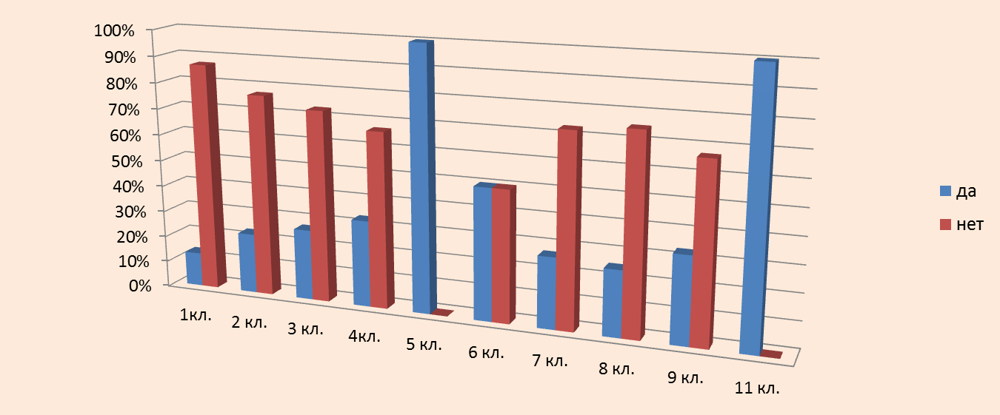 100%
90%
80%
70%
60%
50%
40%
30%
20%
10%
0%
1кл.
2 кл.
3 кл.
4кл.
5 кл.
6 кл.
7 кл.
8 кл.
9 кл.
11 кл.
да
нет